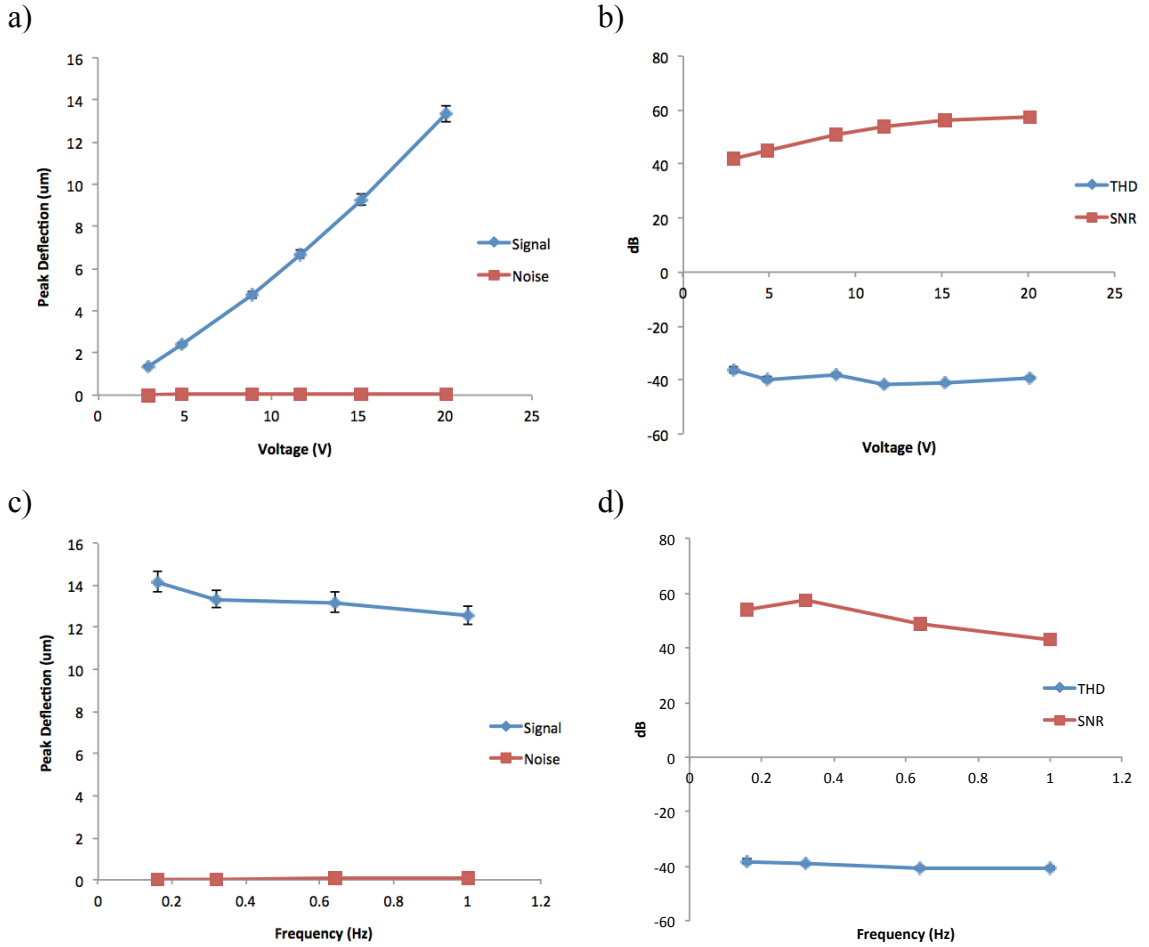 a)
16
14
12
10
8
6
4
2
0
0 5 10 15 20 25
Peak Deflection (um)
Voltage (V)
Signal
Noise
b)
80
60
40
20
0
-20
-40
-60
0 5 10 15 20 25
dB
Voltage (V)
THD
SNR
c)
16
14
12
10
8
6
4
2
0
0 0.2 0.4 0.6 0.8 1 1.2
Peak Deflection (um)
Frequency (Hz)
Signal
Noise
d)
80
60
40
20
0
-20
-40
-60
0 0.2 0.4 0.6 0.8 1 1.2
dB
Frequency (Hz)
THD
SNR